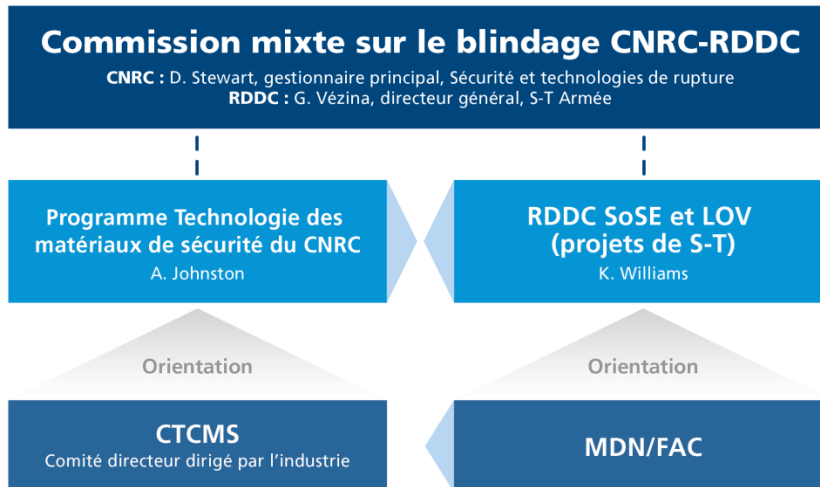 Commission mixte sur le blindage CNRC-RDDC
CNRC : D. Stewart, gestionnaire principal, Sécurité et technologies de rupture
RDDC : G. Vézina, directeur général, S-T Armée
Programme Technologie des
matériaux de sécurité du CNRC
A. Johnston
RDDC SoSE et LOV
(projets de S-T)
K. Williams
Orientation
Orientation
CTCMS
Comité directeur dirigé par l'industrie
MDN/FAC